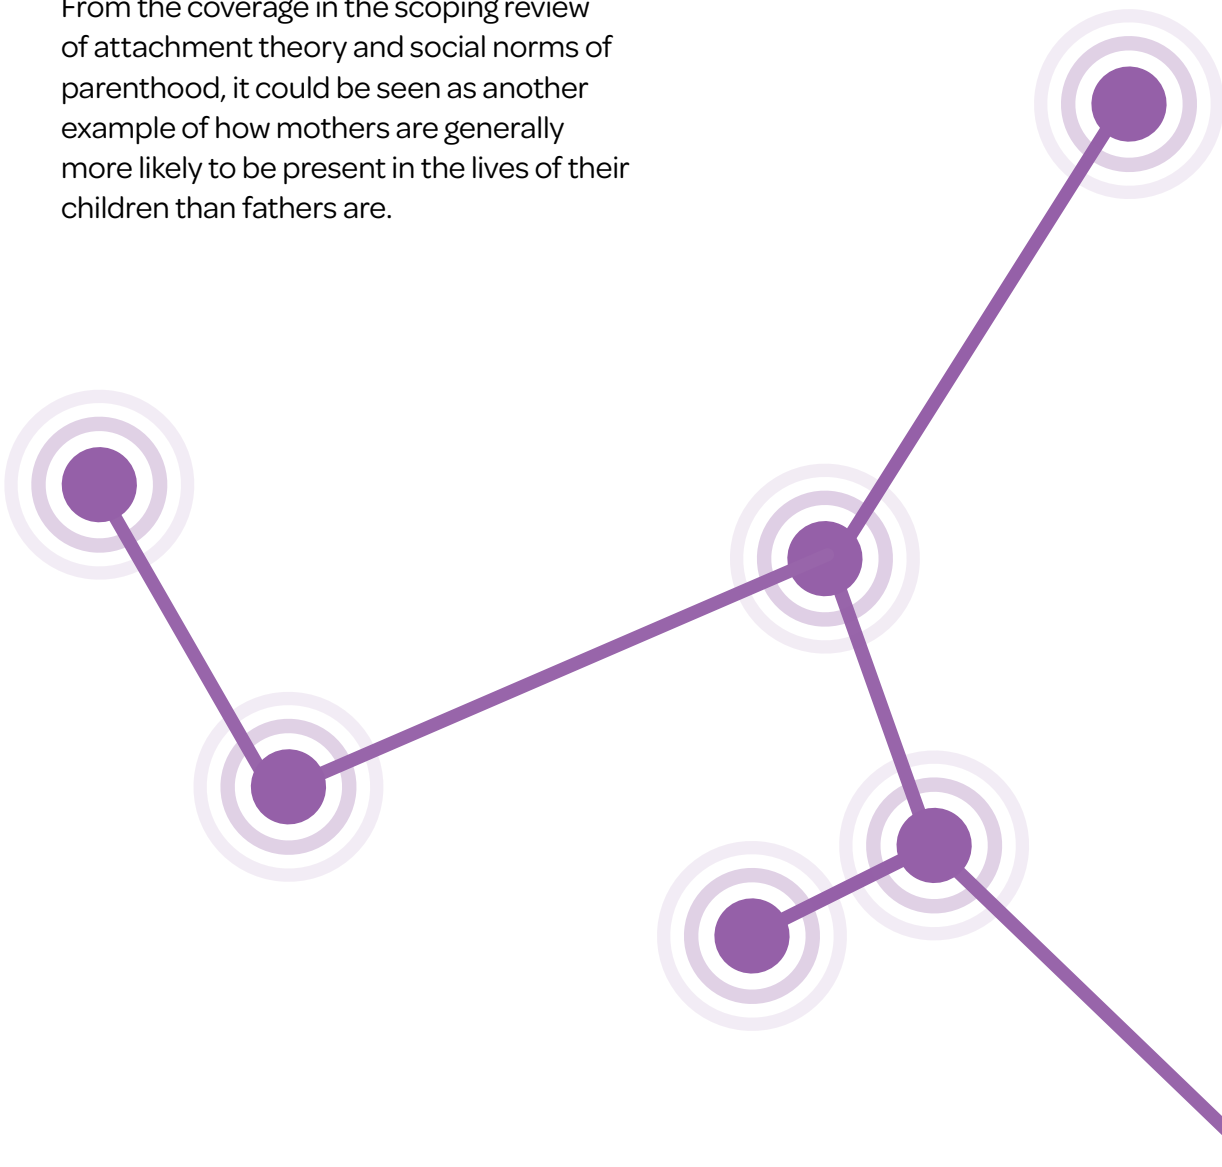 From the coverage in the scoping review
of attachment theory and social norms of
parenthood, it could be seen as another
example of how mothers are generally
more likely to be present in the lives of their
children than fathers are.